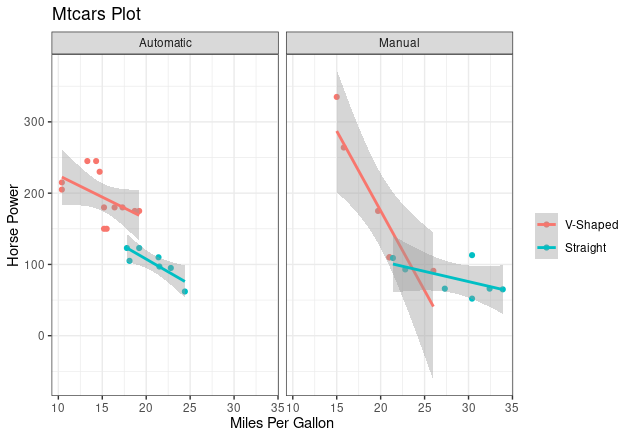 Mtcars Plot
Automatic
Manual
300
200
100
0
Horse Power
10 15 20 25 30 35
10 15 20 25 30 35
Miles Per Gallon
V-Shaped
Straight